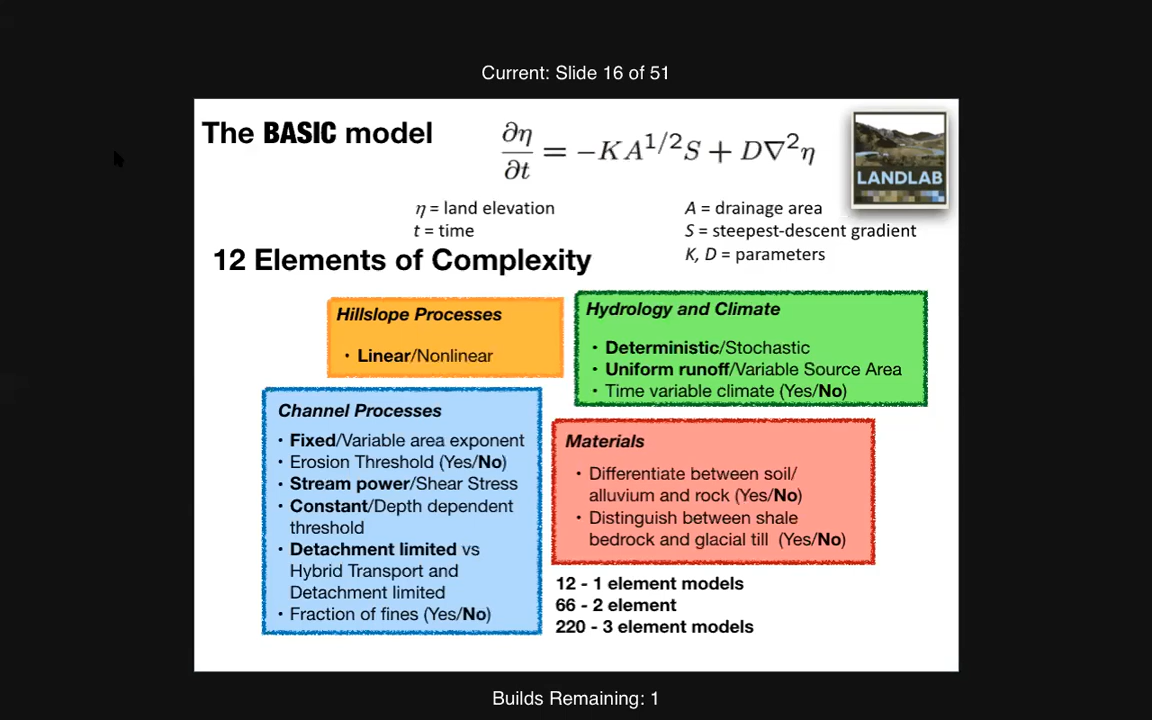 Current: Slide 16 of 51
The BASIC model
∂η/∂t = −KA^{1/2}S + D∇²η
LANDLAB
η = land elevation
t = time
A = drainage area
S = steepest-descent gradient
K, D = parameters
12 Elements of Complexity
Hillslope Processes
• Linear/Nonlinear
Hydrology and Climate
• Deterministic/Stochastic
• Uniform runoff/Variable Source Area
• Time variable climate (Yes/No)
Channel Processes
• Fixed/Variable area exponent
• Erosion Threshold (Yes/No)
• Stream power/Shear Stress
• Constant/Depth dependent
threshold
• Detachment limited vs
Hybrid Transport and
Detachment limited
• Fraction of fines (Yes/No)
Materials
• Differentiate between soil/
alluvium and rock (Yes/No)
• Distinguish between shale
bedrock and glacial till (Yes/No)
12 - 1 element models
66 - 2 element
220 - 3 element models
Builds Remaining: 1